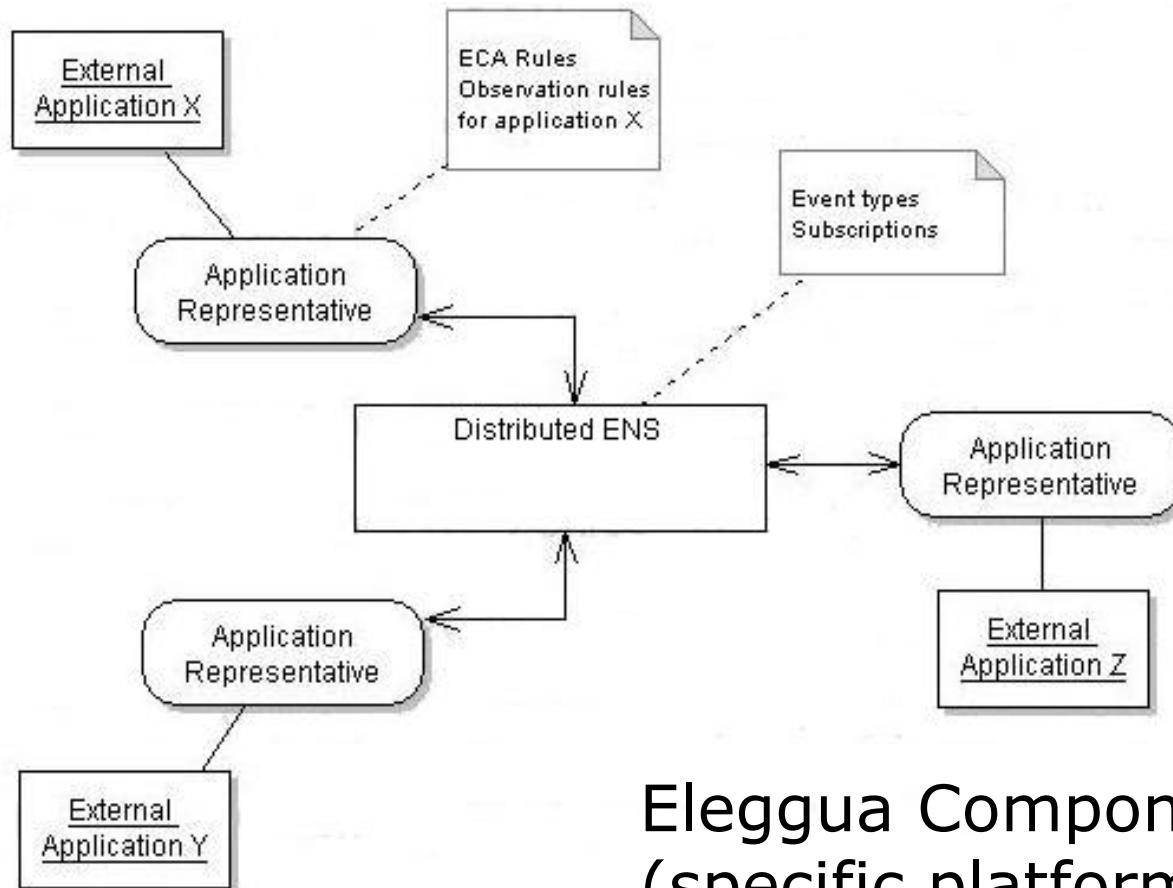 External
Application X
ECA Rules
Observation rules
for application X
Event types
Subscriptions
Application
Representative
Distributed ENS
Application
Representative
Application
Representative
External
Application Z
External
Application Y
Eleggua Compon
(specific platform